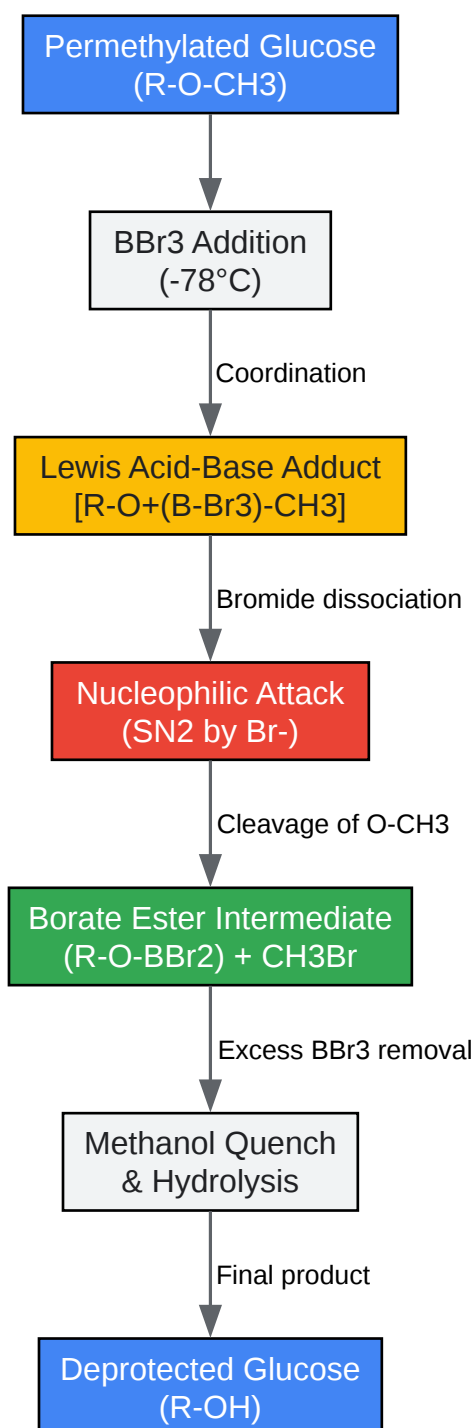 Permethylated Glucose
(R-O-CH3)
BBr3 Addition
(-78°C)
Coordination
Lewis Acid-Base Adduct
[R-O+(B-Br3)-CH3]
Bromide dissociation
Nucleophilic Attack
(SN2 by Br-)
Cleavage of O-CH3
Borate Ester Intermediate
(R-O-BBr2) + CH3Br
Excess BBr3 removal
Methanol Quench
& Hydrolysis
Final product
Deprotected Glucose
(R-OH)